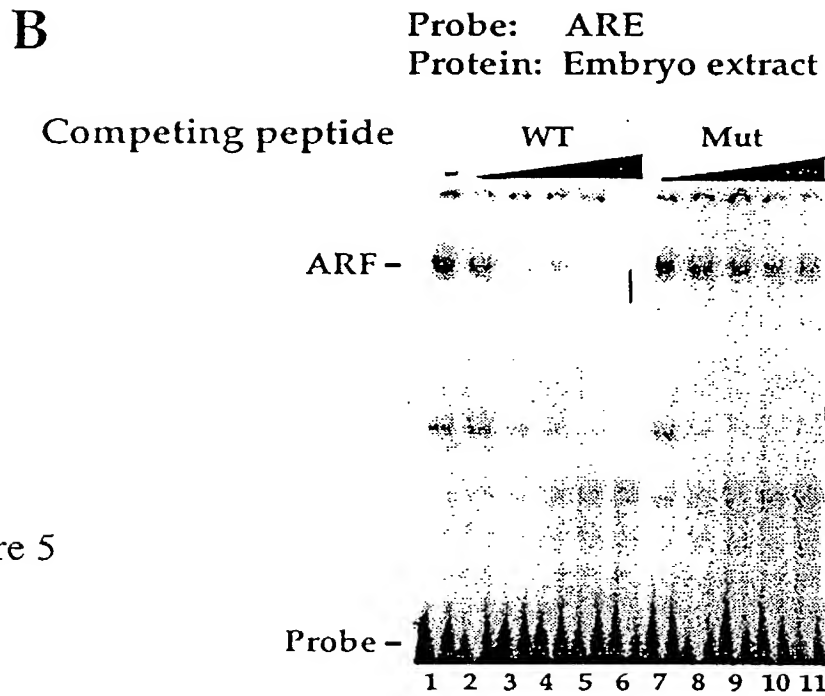 B
Probe: ARE
Protein: Embryo extract
Competing peptide WT Mut
-
ARF -
re 5
Probe -
1 2 3 4 5 6 7 8 9 10 11